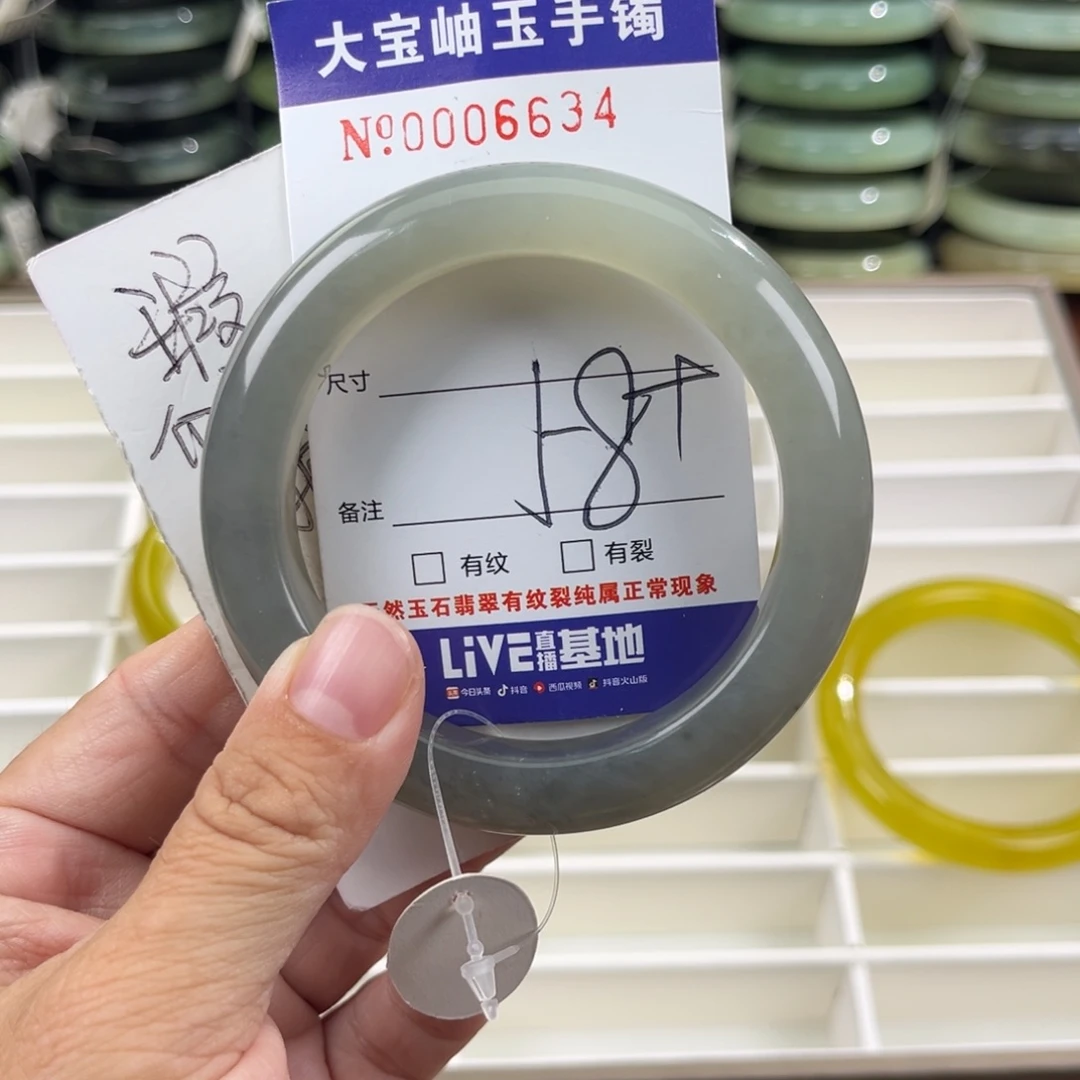 大宝岫玉手镯
Nº0006634
尺寸
备注
有纹 有裂
然玉石翡翠有纹裂纯属正常现象
LiVE直播基地
今日头条 抖音 西瓜视频 抖音火山版